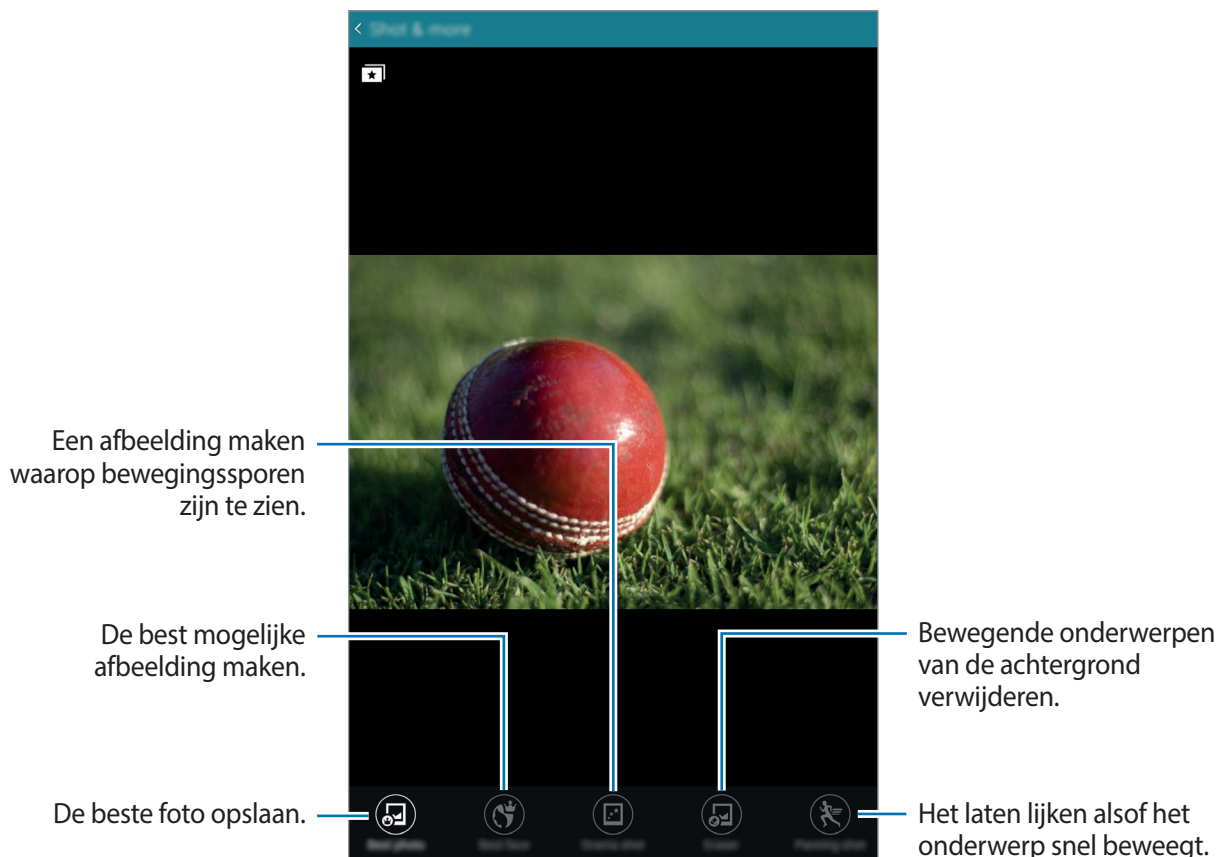 Shot & more
Een afbeelding maken
waarop bewegingssporen
zijn te zien.
De best mogelijke
afbeelding maken.
Bewegende onderwerpen
van de achtergrond
verwijderen.
De beste foto opslaan.
Het laten lijken alsof het
onderwerp snel beweegt.
Best photo
Best face
Drama shot
Eraser
Panning shot